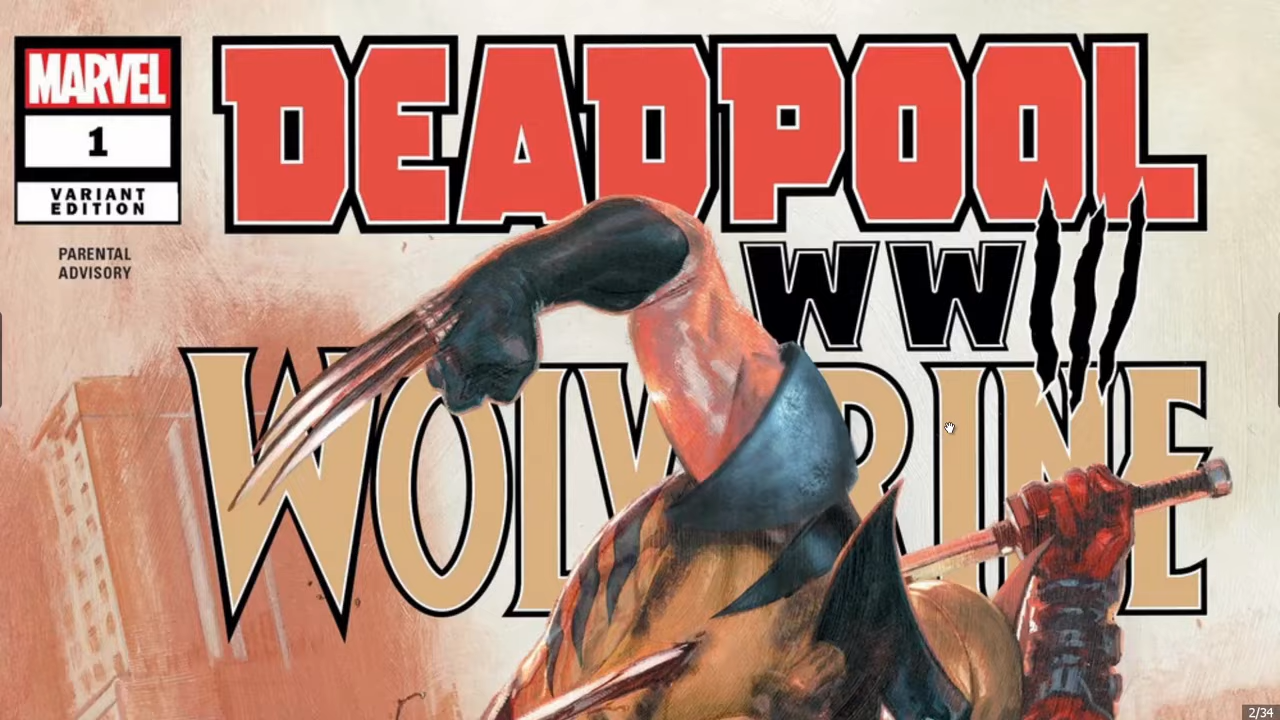 MARVEL
1
VARIANT
EDITION
PARENTAL
ADVISORY
DEADPOOL
WWIII
WOLVERINE
2/34